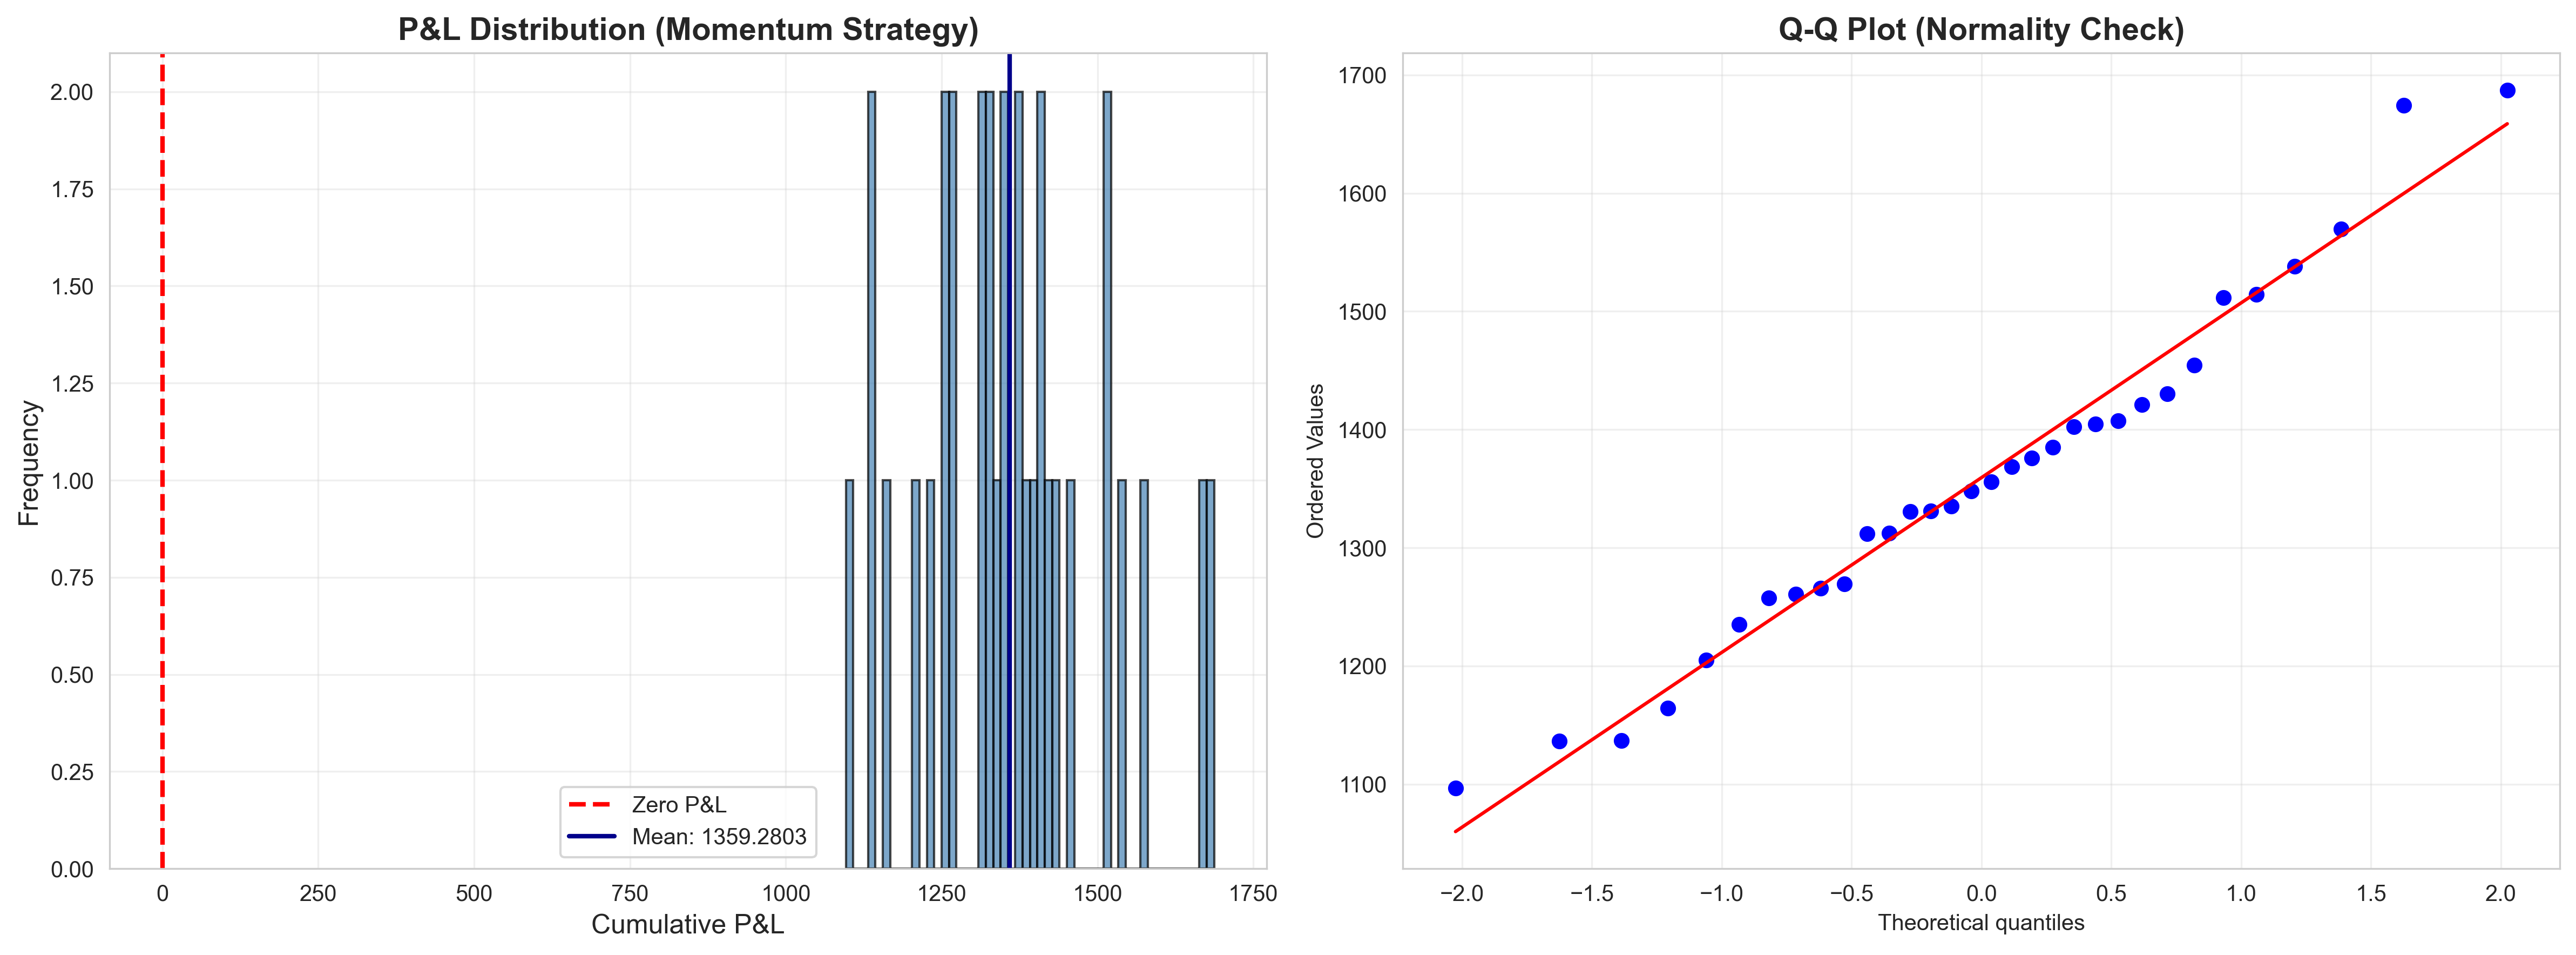 P&L Distribution (Momentum Strategy)
Frequency
2.00
1.75
1.50
1.25
1.00
0.75
0.50
0.25
0.00
Zero P&L
Mean: 1359.2803
0 250 500 750 1000 1250 1500 1750
Cumulative P&L
Q-Q Plot (Normality Check)
Ordered Values
1700
1600
1500
1400
1300
1200
1100
−2.0 −1.5 −1.0 −0.5 0.0 0.5 1.0 1.5 2.0
Theoretical quantiles